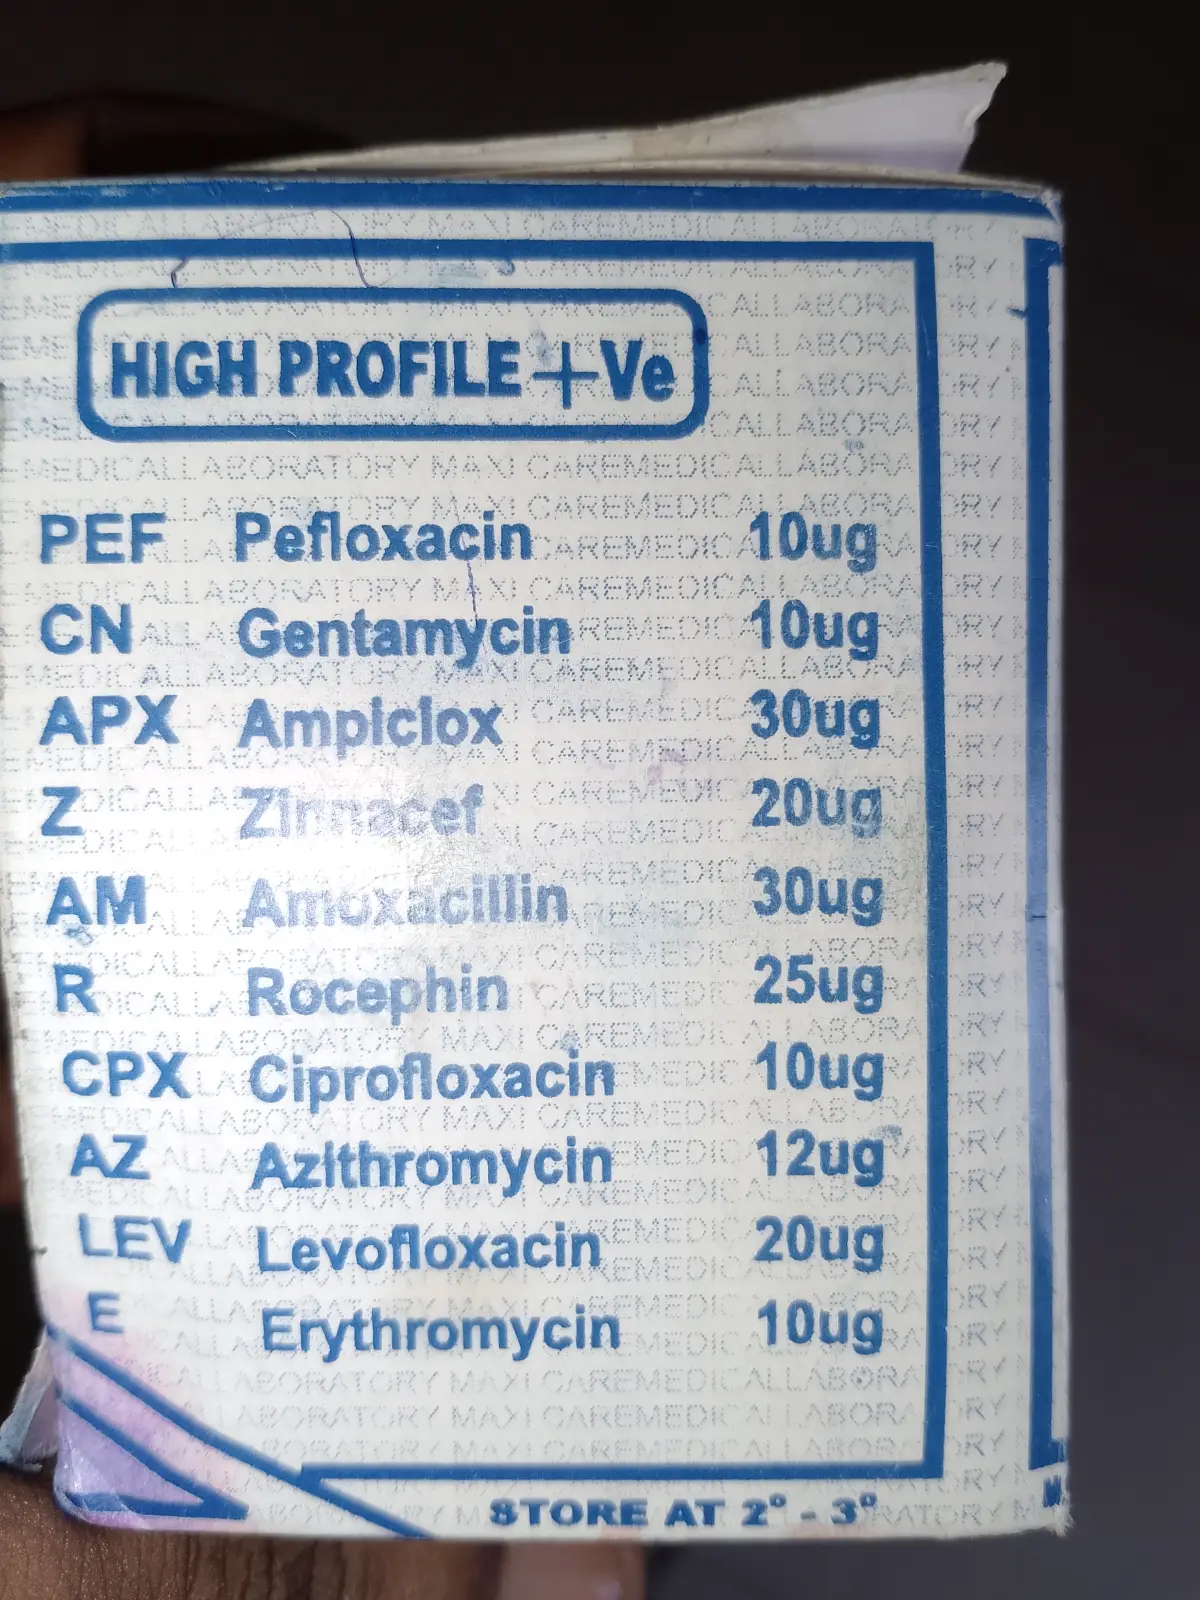 HIGH PROFILE +Ve
PEF Pefloxacin 10ug
CN Gentamycin 10ug
APX Ampiclox 30ug
Z Zinnacef 20ug
AM Amoxacillin 30ug
R Rocephin 25ug
CPX Ciprofloxacin 10ug
AZ Azithromycin 12ug
LEV Levofloxacin 20ug
E Erythromycin 10ug
STORE AT 2° - 3°